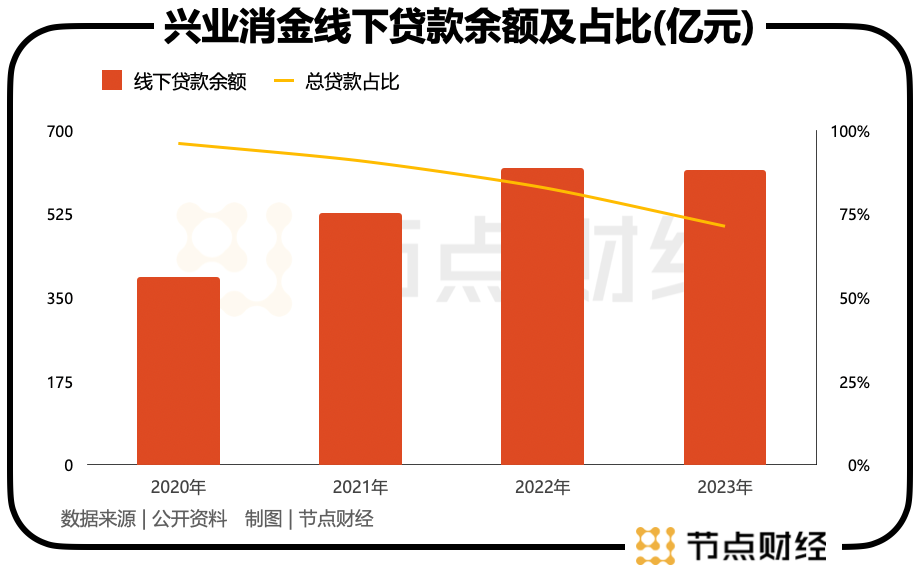 兴业消金线下贷款余额及占比(亿元)
线下贷款余额 总贷款占比
700 100%
525 75%
350 50%
175 25%
0 0%
2020年 2021年 2022年 2023年
数据来源 | 公开资料 制图 | 节点财经
节点财经
节点财经